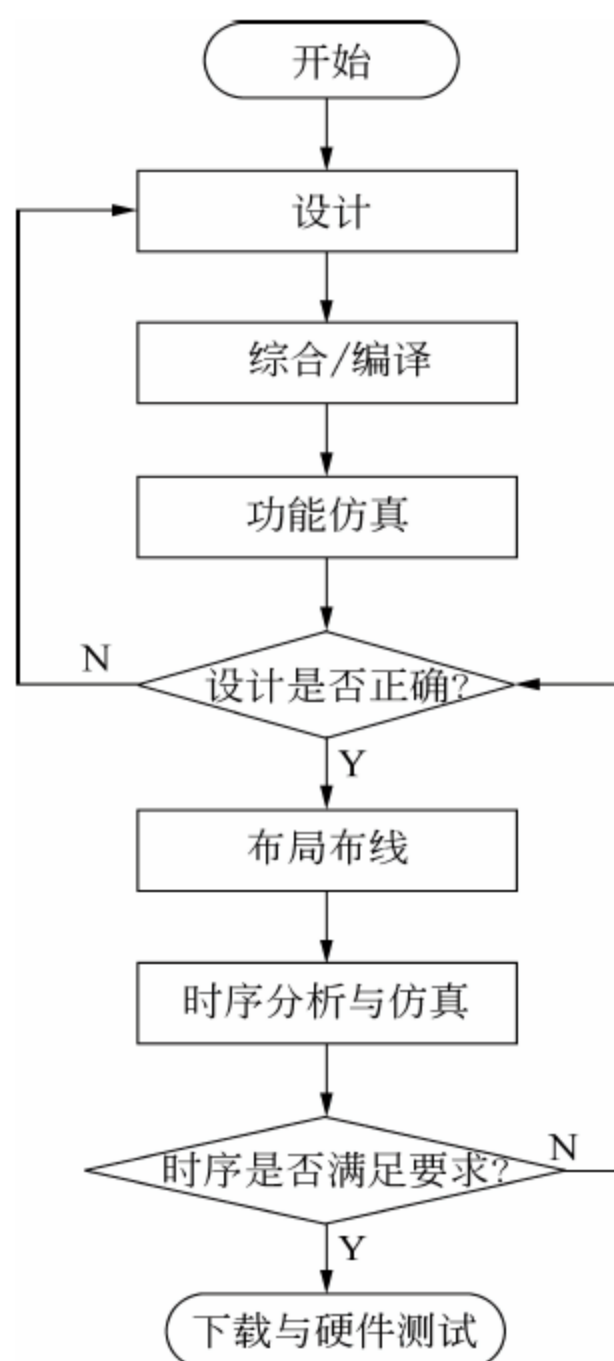 开始
设计
综合/编译
功能仿真
N
设计是否正确?
Y
布局布线
时序分析与仿真
时序是否满足要求?
N
Y
下载与硬件测试